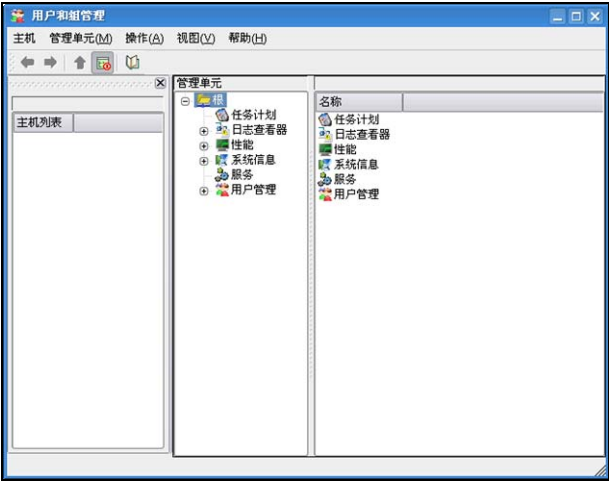 用户和组管理
主机 管理单元(M) 操作(A) 视图(V) 帮助(H)
主机列表
管理单元
根
任务计划
日志查看器
性能
系统信息
服务
用户管理
名称
任务计划
日志查看器
性能
系统信息
服务
用户管理